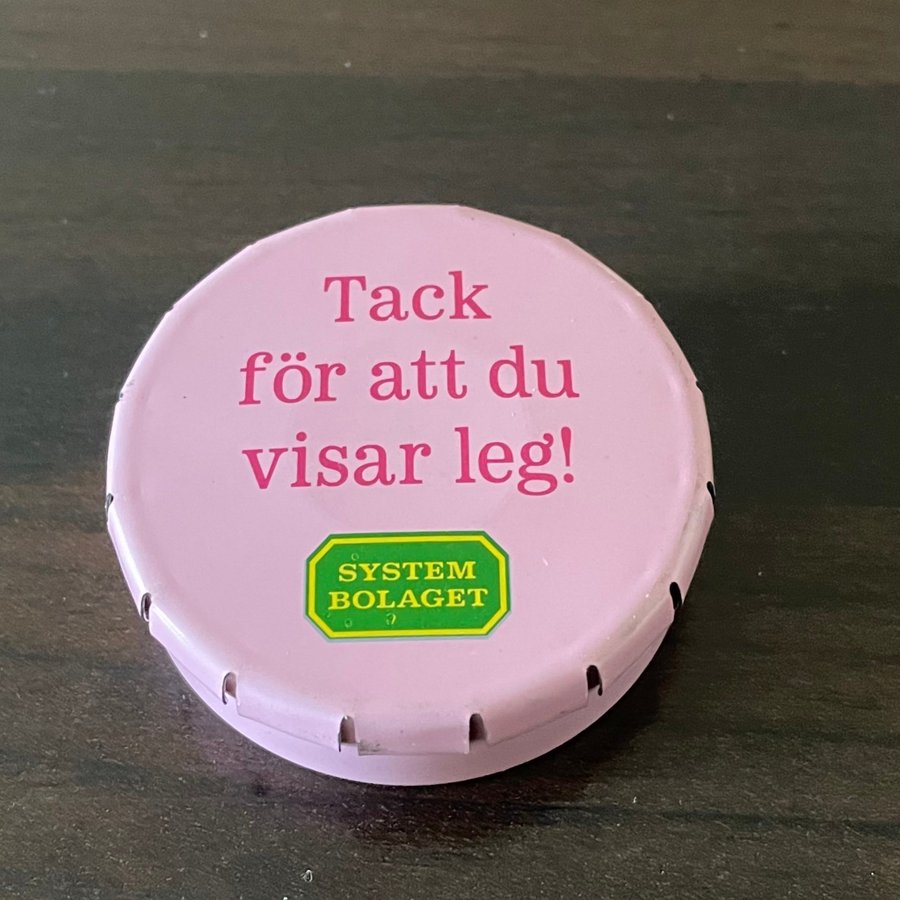 Tack
för att du
visar leg!
SYSTEM
BOLAGET